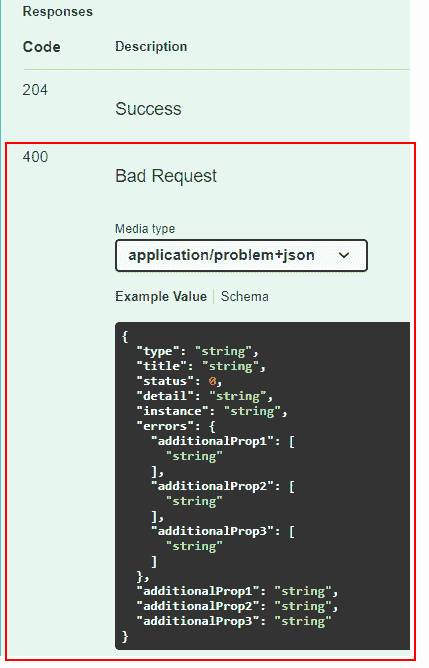 Responses
Code Description
204
Success
400
Bad Request
Media type
application/problem+json
Example Value Schema
{
  "type": "string",
  "title": "string",
  "status": 0,
  "detail": "string",
  "instance": "string",
  "errors": {
    "additionalProp1": [
      "string"
    ],
    "additionalProp2": [
      "string"
    ],
    "additionalProp3": [
      "string"
    ]
  },
  "additionalProp1": "string",
  "additionalProp2": "string",
  "additionalProp3": "string"
}